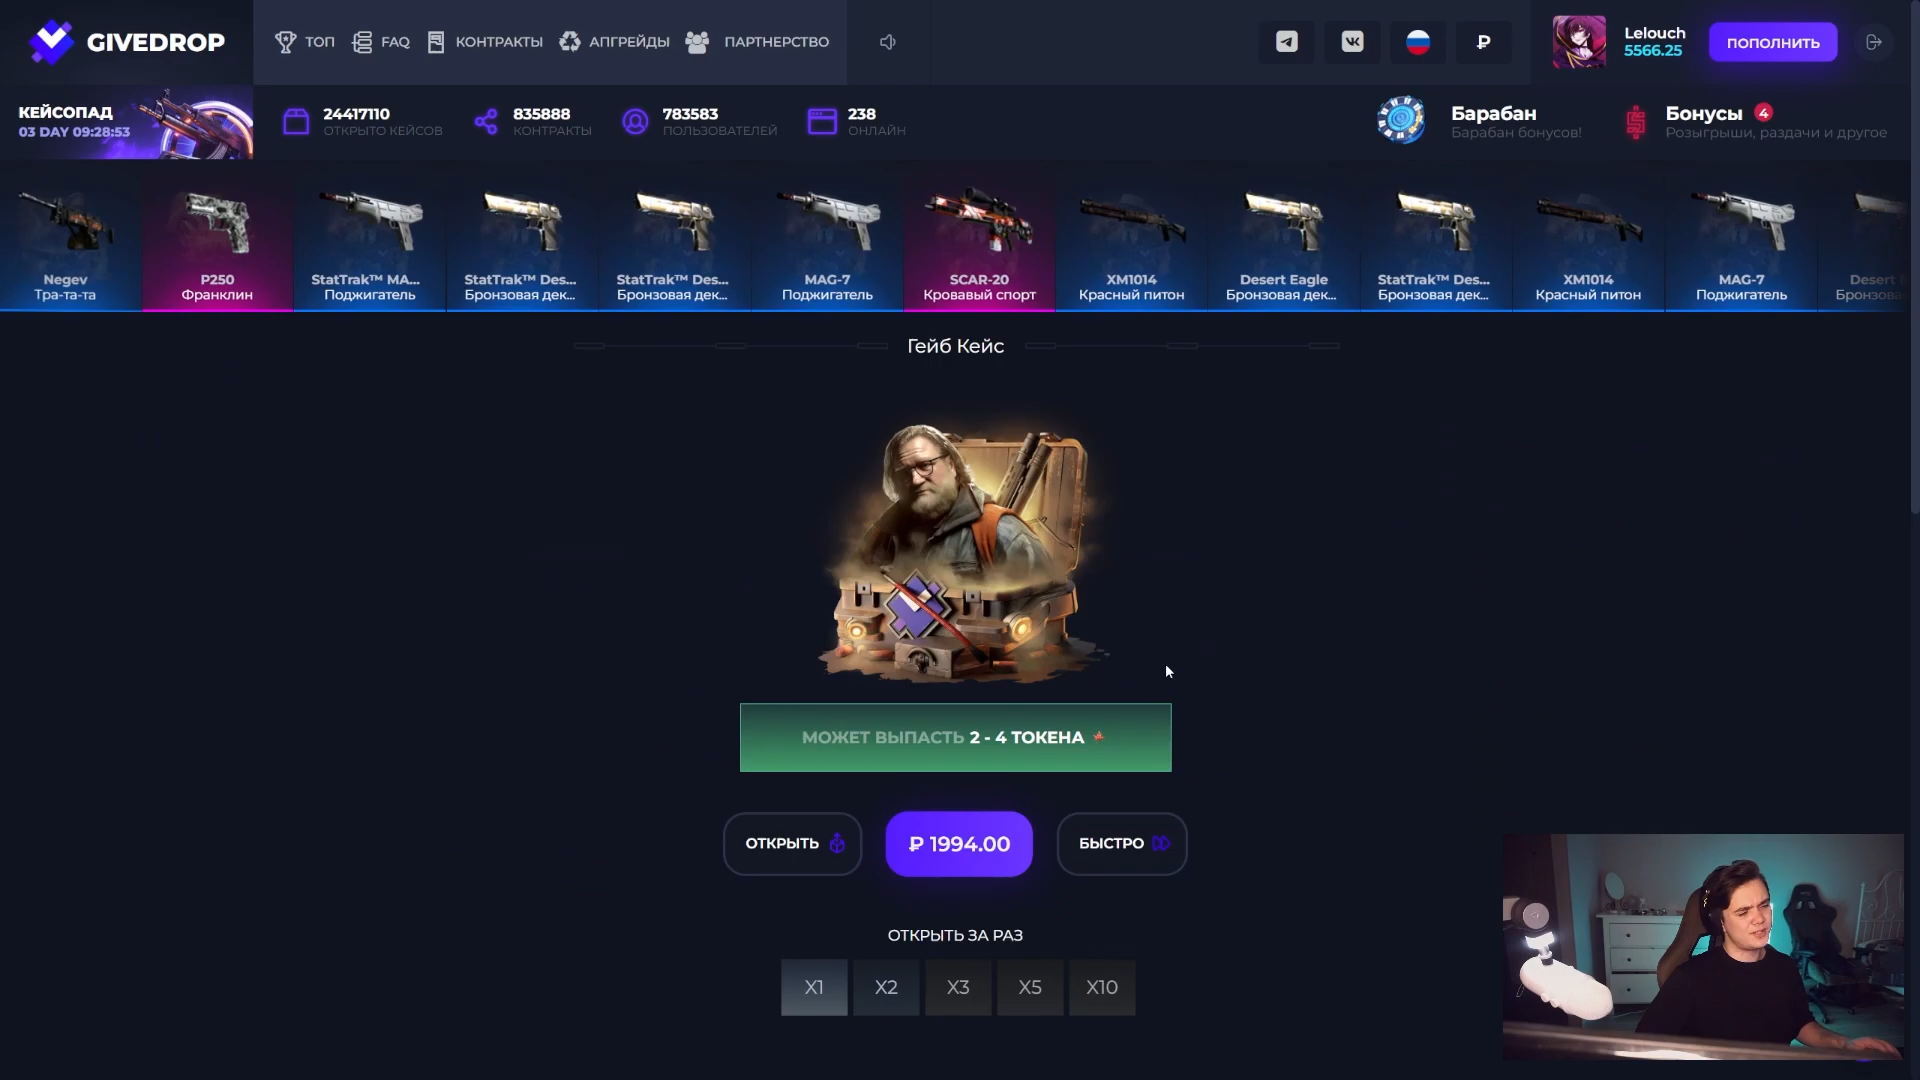 GIVEDROP
ТОП
FAQ
КОНТРАКТЫ
АПГРЕЙДЫ
ПАРТНЕРСТВО
Lelouch
5566.25
ПОПОЛНИТЬ
КЕЙСОПАД
03 DAY 09:28:53
24417110
ОТКРЫТО КЕЙСОВ
835888
КОНТРАКТЫ
783583
ПОЛЬЗОВАТЕЛЕЙ
238
ОНЛАЙН
Барабан
Барабан бонусов!
Бонусы 4
Розыгрыши, раздачи и другое
Negev
Тра-та-та
P250
Франклин
StatTrak™ MA...
Поджигатель
StatTrak™ Des...
Бронзовая дек...
StatTrak™ Des...
Бронзовая дек...
MAG-7
Поджигатель
SCAR-20
Кровавый спорт
XM1014
Красный питон
Desert Eagle
Бронзовая дек...
StatTrak™ Des...
Бронзовая дек...
XM1014
Красный питон
MAG-7
Поджигатель
Desert
Гейб Кейс
МОЖЕТ ВЫПАСТЬ 2 - 4 ТОКЕНА
ОТКРЫТЬ
₽ 1994.00
БЫСТРО
ОТКРЫТЬ ЗА РАЗ
X1
X2
X3
X5
X10